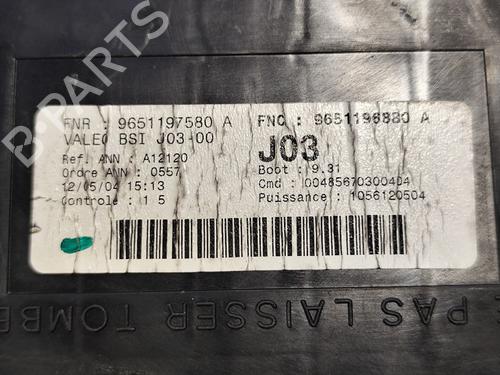 B PARTS
FNR : 9651197580 A FNC : 9651196880 A
VALEO BSI J03-00 J03
Ref. ANN : A12120 Boot : 9.31
Ordre ANN : 0557 Cmd : 00485670300404
12/05/04 15:13 Puissance : 1056120504
Controle : 1 5
PAS LAISSER TOMBE